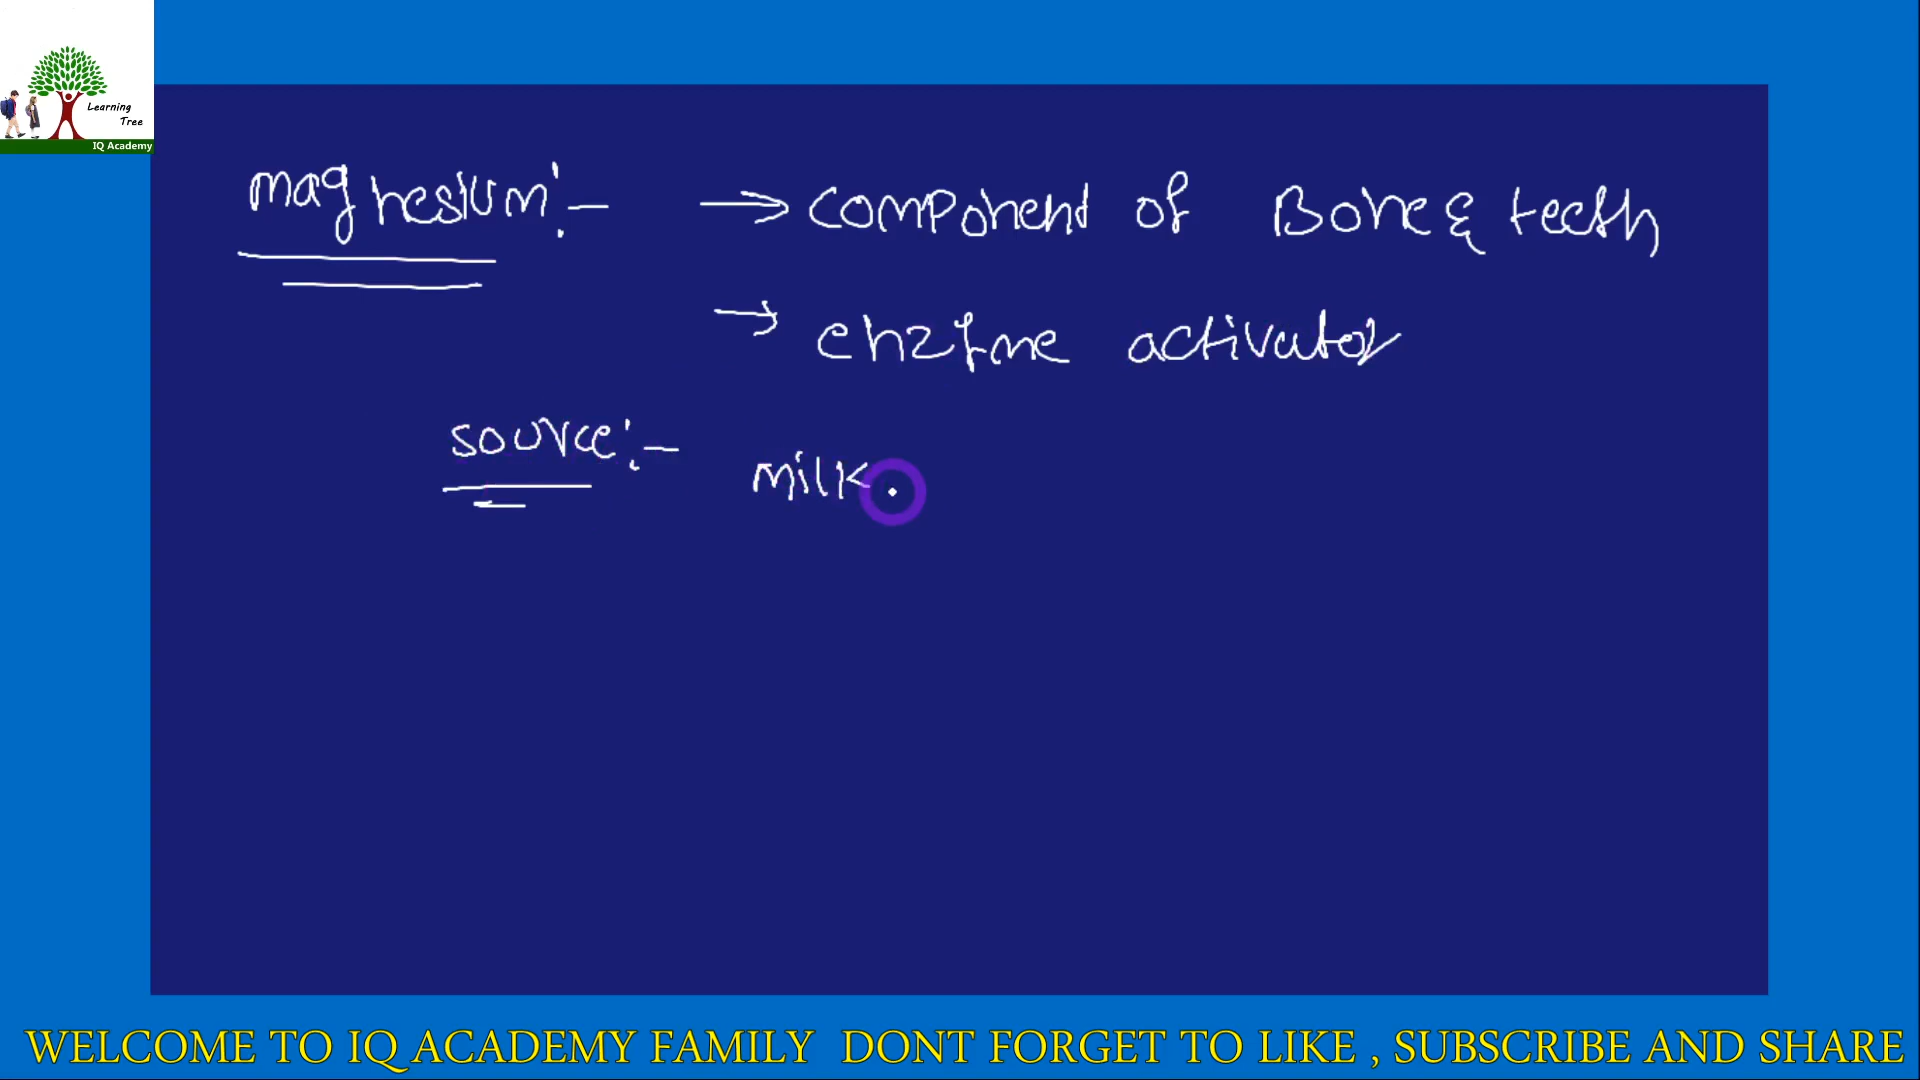 Learning
Tree
IQ Academy
magnesium:- → component of Bone & teeth
→ enzyme activator
source:- milk
WELCOME TO IQ ACADEMY FAMILY DONT FORGET TO LIKE , SUBSCRIBE AND SHARE